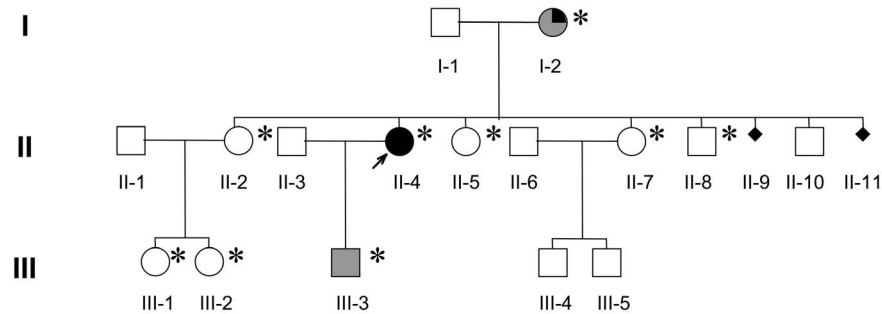 I
*
I-1 I-2
II
* * * * *
II-1 II-2 II-3 II-4 II-5 II-6 II-7 II-8 II-9 II-10 II-11
III
* * *
III-1 III-2 III-3 III-4 III-5